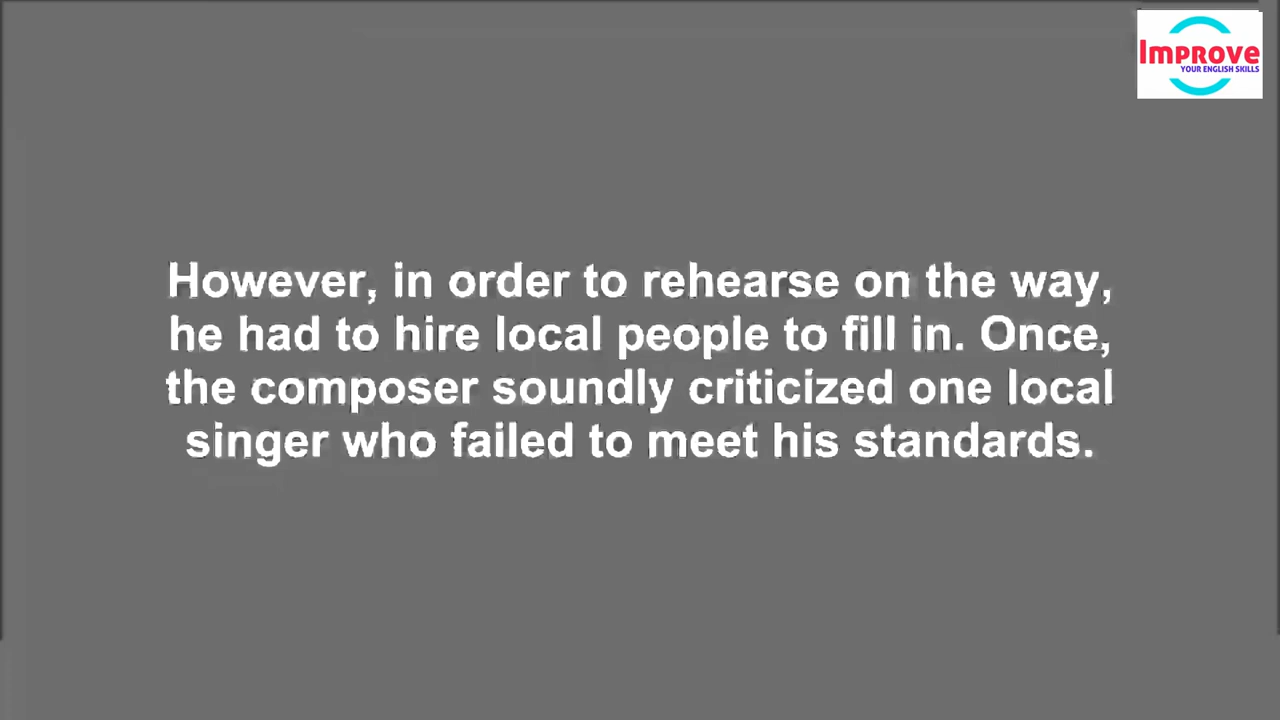 Improve
YOUR ENGLISH SKILLS
However, in order to rehearse on the way,
he had to hire local people to fill in. Once,
the composer soundly criticized one local
singer who failed to meet his standards.